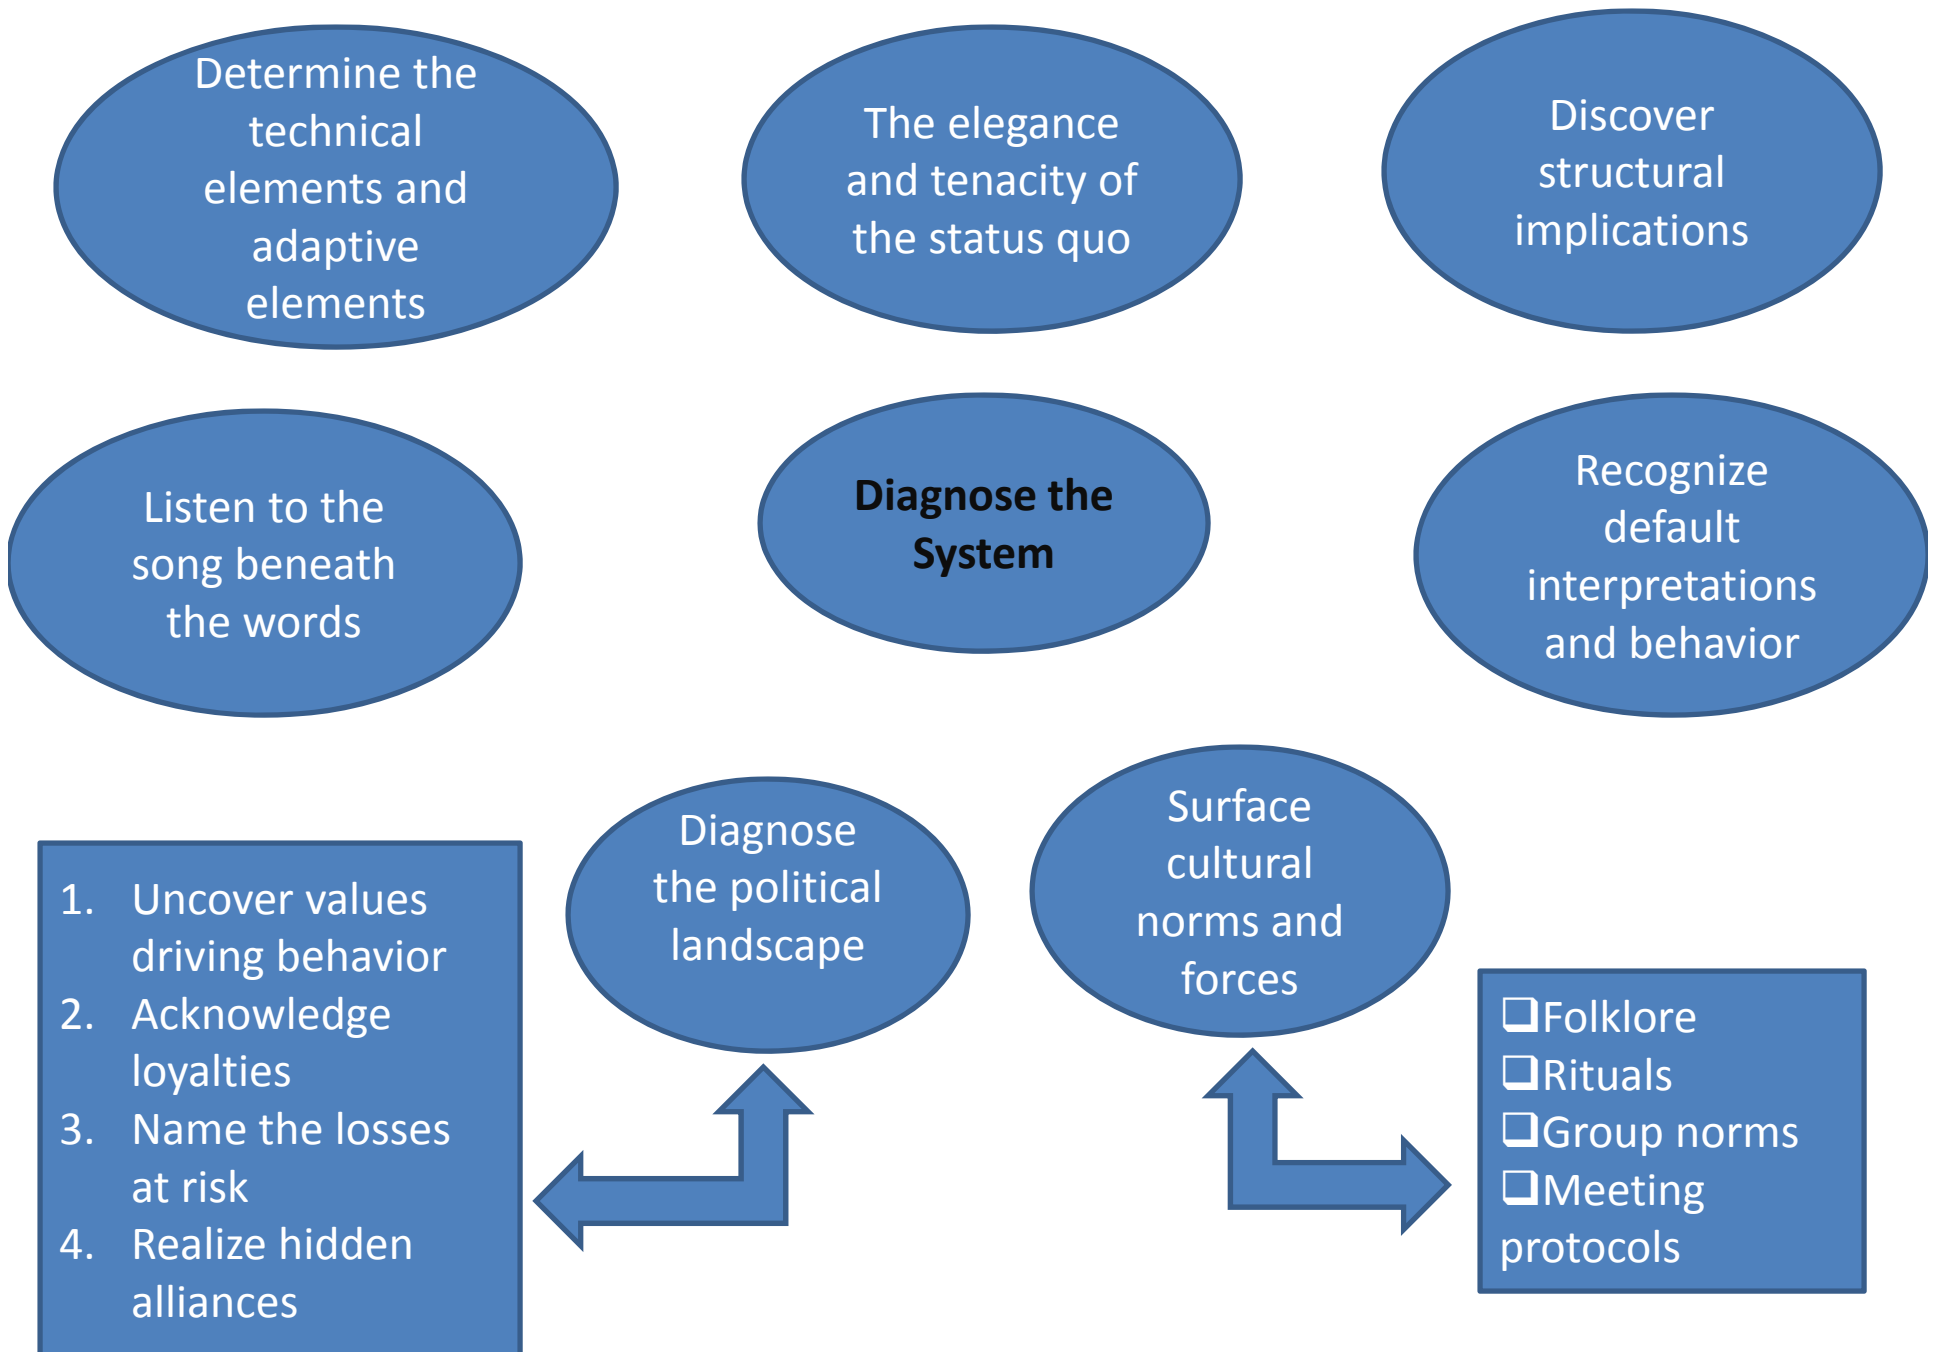 Determine the
technical
elements and
adaptive
elements
The elegance
and tenacity of
the status quo
Discover
structural
implications
Listen to the
song beneath
the words
Diagnose the
System
Recognize
default
interpretations
and behavior
Diagnose
the political
landscape
Surface
cultural
norms and
forces
1. Uncover values
driving behavior
2. Acknowledge
loyalties
3. Name the losses
at risk
4. Realize hidden
alliances
❑Folklore
❑Rituals
❑Group norms
❑Meeting
protocols